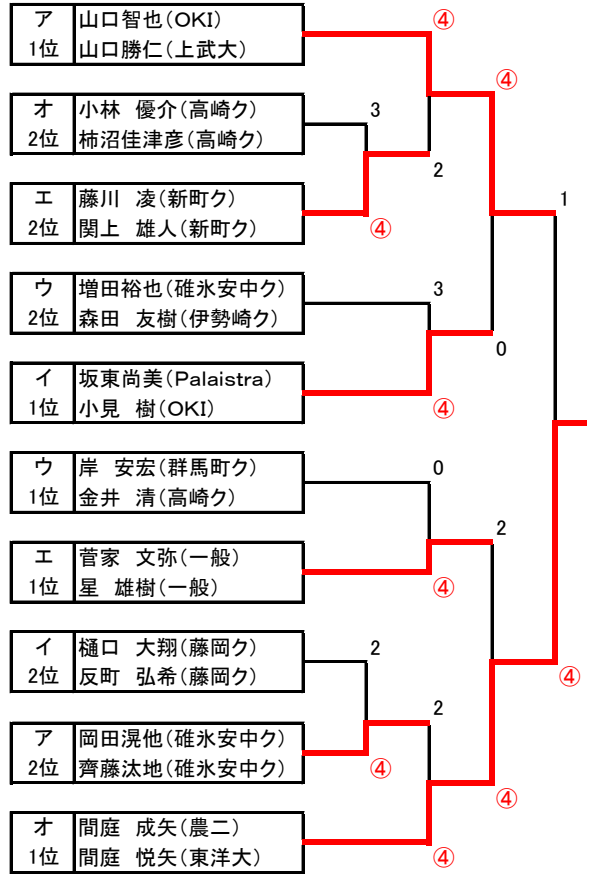 ア 山口智也(OKI) ④
1位 山口勝仁(上武大)
④
オ 小林 優介(高崎ク) 3
2位 柿沼佳津彦(高崎ク)
2
エ 藤川 凌(新町ク) 1
2位 関上 雄人(新町ク) ④
ウ 増田裕也(碓氷安中ク) 3
2位 森田 友樹(伊勢崎ク)
0
イ 坂東尚美(Palaistra)
1位 小見 樹(OKI) ④
ウ 岸 安宏(群馬町ク) 0
1位 金井 清(高崎ク)
2
エ 菅家 文弥(一般)
1位 星 雄樹(一般) ④
イ 樋口 大翔(藤岡ク) 2
2位 反町 弘希(藤岡ク) ④
2
ア 岡田滉他(碓氷安中ク)
2位 齊藤汰地(碓氷安中ク) ④
④
オ 間庭 成矢(農二)
1位 間庭 悦矢(東洋大) ④